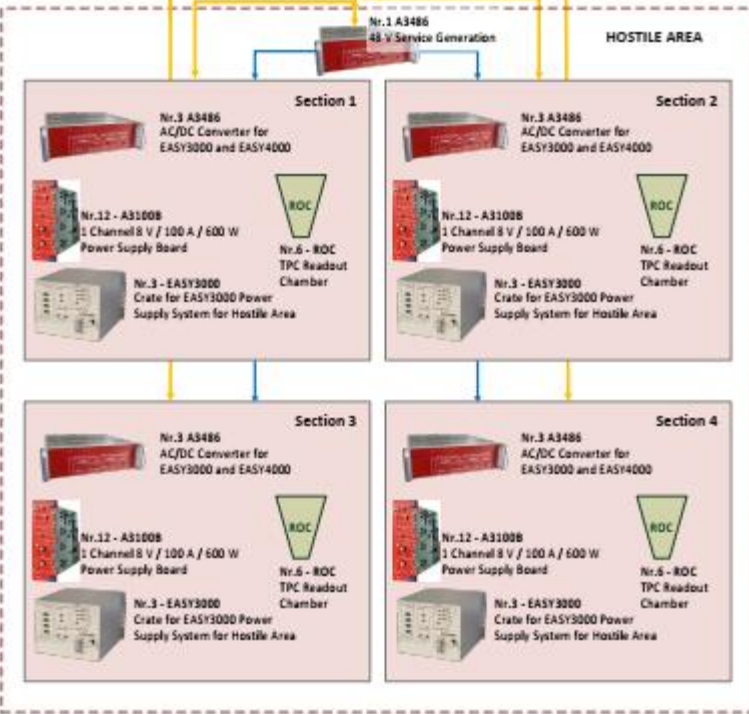 Nr.1 A3486
48 V Service Generation
HOSTILE AREA
Section 1
Nr.3 A3486
AC/DC Converter for
EASY3000 and EASY4000
Nr.12 - A3100B
1 Channel 8 V / 100 A / 600 W
Power Supply Board
ROC
Nr.6 - ROC
TPC Readout
Chamber
Nr.3 - EASY3000
Crate for EASY3000 Power
Supply System for Hostile Area
Section 2
Nr.3 A3486
AC/DC Converter for
EASY3000 and EASY4000
Nr.12 - A3100B
1 Channel 8 V / 100 A / 600 W
Power Supply Board
ROC
Nr.6 - ROC
TPC Readout
Chamber
Nr.3 - EASY3000
Crate for EASY3000 Power
Supply System for Hostile Area
Section 3
Nr.3 A3486
AC/DC Converter for
EASY3000 and EASY4000
Nr.12 - A3100B
1 Channel 8 V / 100 A / 600 W
Power Supply Board
ROC
Nr.6 - ROC
TPC Readout
Chamber
Nr.3 - EASY3000
Crate for EASY3000 Power
Supply System for Hostile Area
Section 4
Nr.3 A3486
AC/DC Converter for
EASY3000 and EASY4000
Nr.12 - A3100B
1 Channel 8 V / 100 A / 600 W
Power Supply Board
ROC
Nr.6 - ROC
TPC Readout
Chamber
Nr.3 - EASY3000
Crate for EASY3000 Power
Supply System for Hostile Area